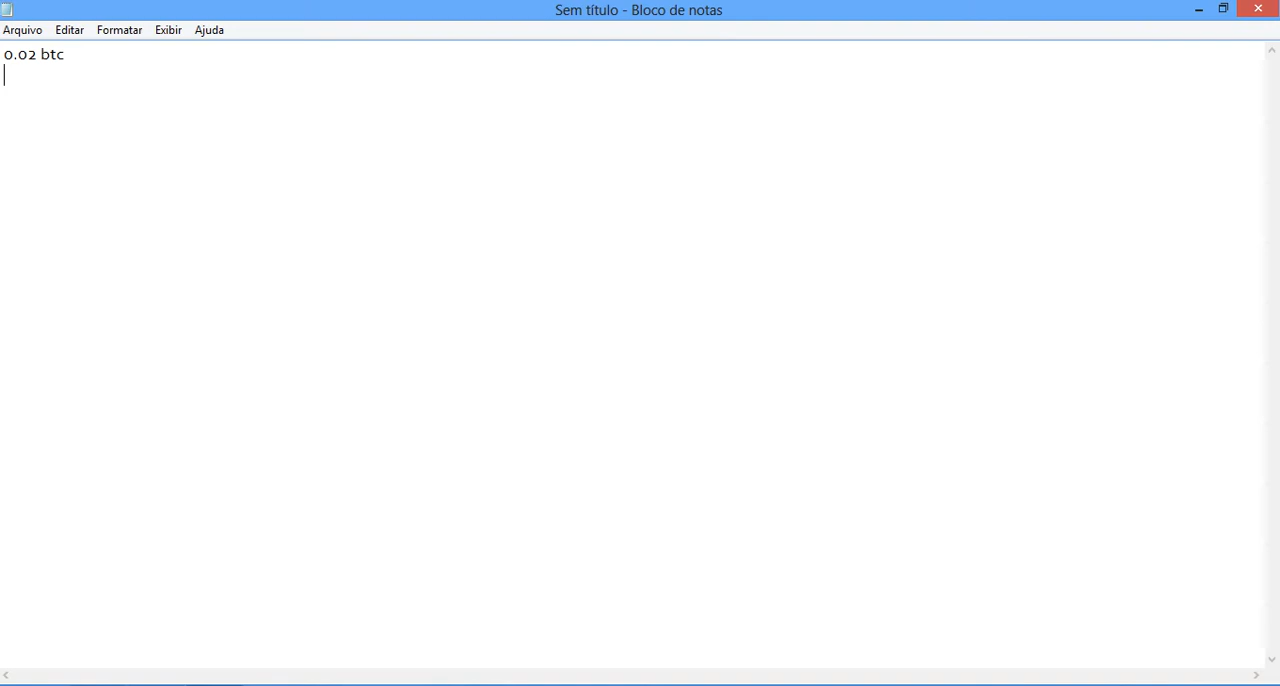 Sem título - Bloco de notas
Arquivo Editar Formatar Exibir Ajuda
0.02 btc